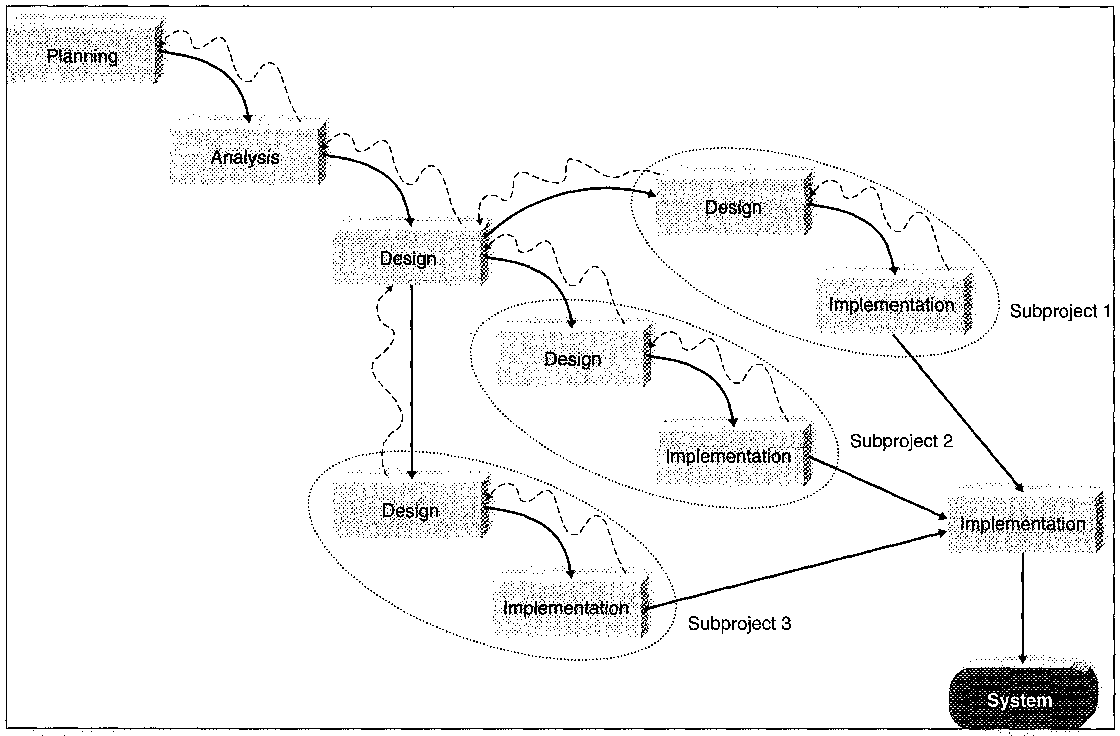 Planning
Analysis
Design
Design
Implementation
Subproject 1
Design
Implementation
Subproject 2
Design
Implementation
Subproject 3
Implementation
System